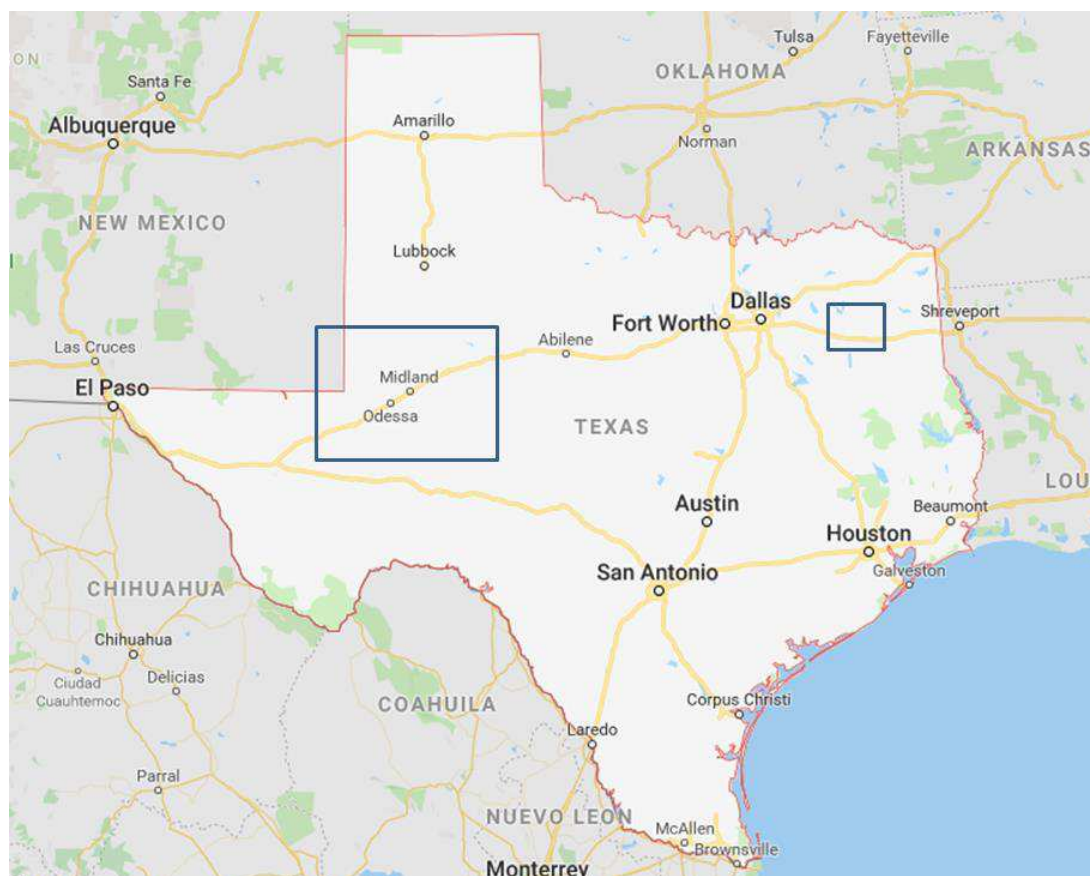 ON
Tulsa
Fayetteville
Santa Fe
OKLAHOMA
Albuquerque
Amarillo
Norman
ARKANSAS
NEW MEXICO
Lubbock
Dallas
Fort Worth
Shreveport
Abilene
Las Cruces
El Paso
Midland
Odessa
TEXAS
LOU
Austin
Beaumont
Houston
San Antonio
Galveston
CHIHUAHUA
Chihuahua
Ciudad
Cuauhtemoc
Delicias
COAHUILA
Corpus Christi
Laredo
Parral
NUEVO LEON
McAllen
Brownsville
Monterrey